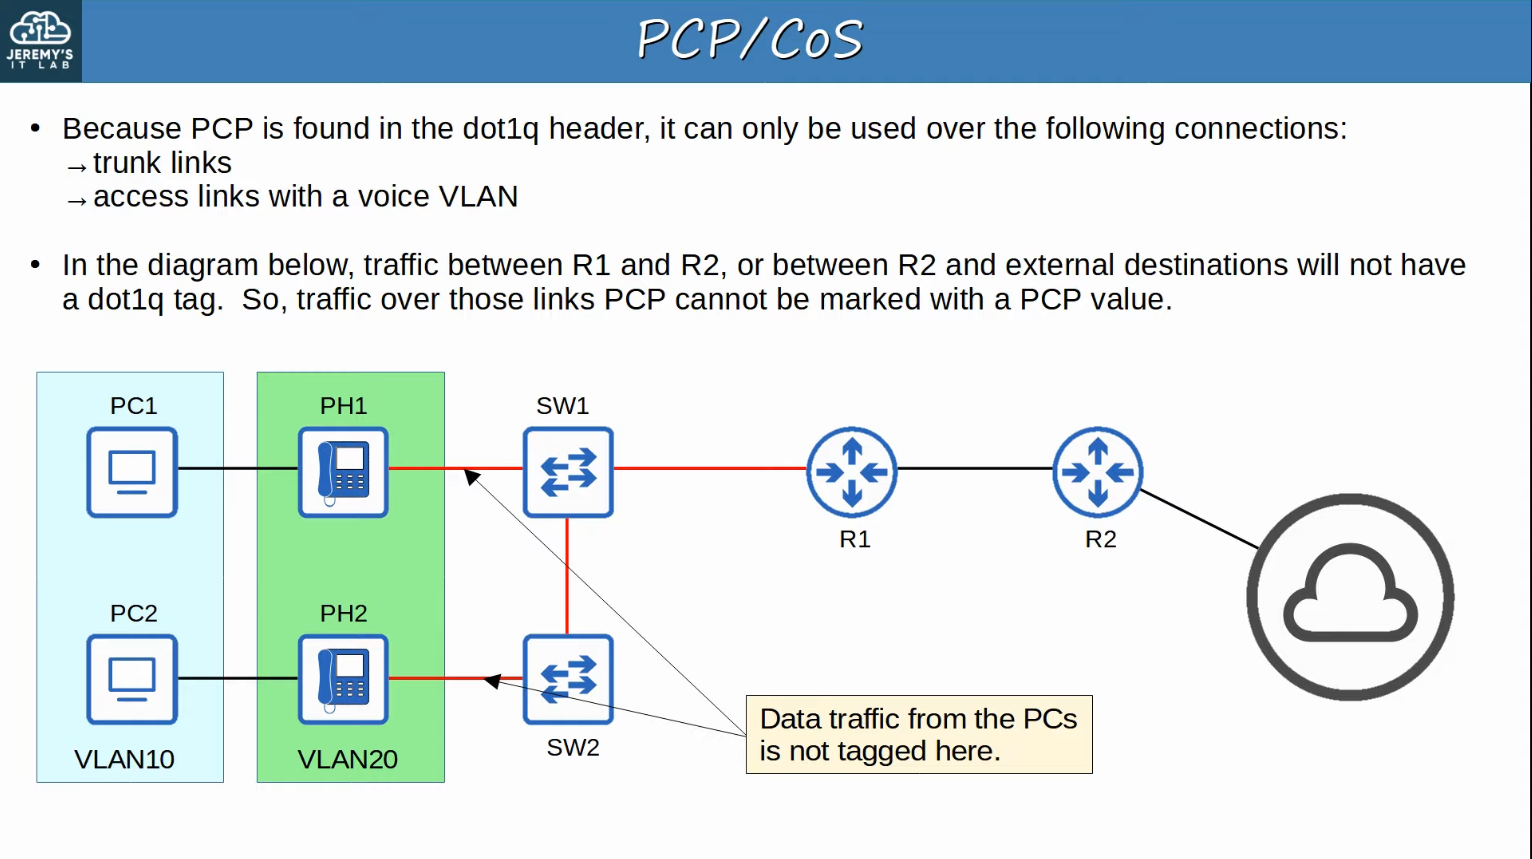 JEREMY'S
IT LAB
PCP/CoS
• Because PCP is found in the dot1q header, it can only be used over the following connections:
→trunk links
→access links with a voice VLAN
• In the diagram below, traffic between R1 and R2, or between R2 and external destinations will not have
a dot1q tag.  So, traffic over those links PCP cannot be marked with a PCP value.
PC1
PH1
SW1
R1
R2
PC2
PH2
SW2
VLAN10
VLAN20
Data traffic from the PCs
is not tagged here.